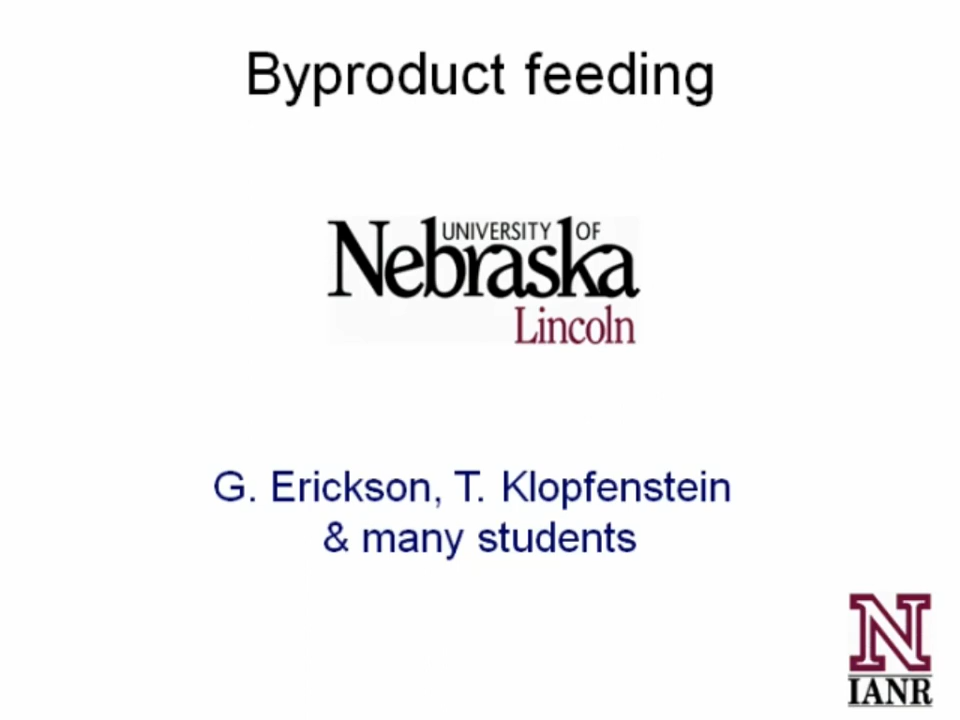 Byproduct feeding
UNIVERSITY OF
Nebraska
Lincoln
G. Erickson, T. Klopfenstein
& many students
N
IANR